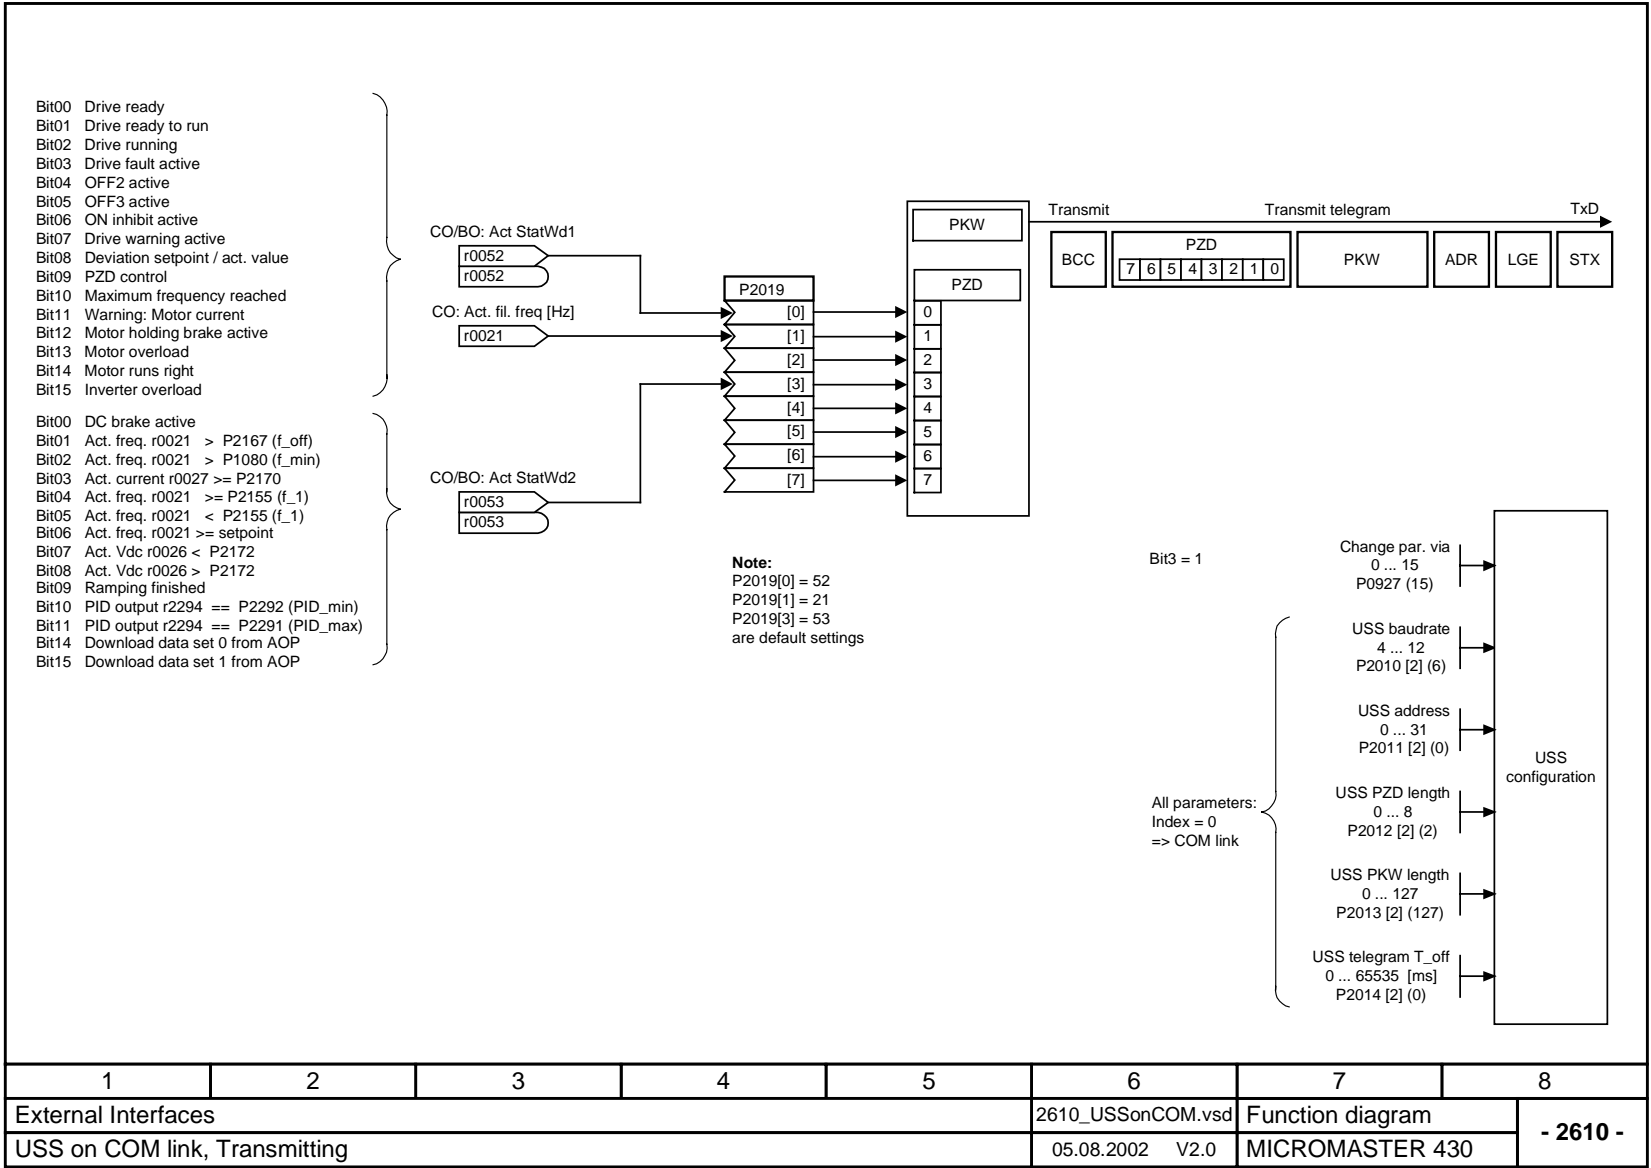 Bit00 Drive ready
Bit01 Drive ready to run
Bit02 Drive running
Bit03 Drive fault active
Bit04 OFF2 active
Bit05 OFF3 active
Bit06 ON inhibit active
Bit07 Drive warning active
Bit08 Deviation setpoint / act. value
Bit09 PZD control
Bit10 Maximum frequency reached
Bit11 Warning: Motor current
Bit12 Motor holding brake active
Bit13 Motor overload
Bit14 Motor runs right
Bit15 Inverter overload
Bit00 DC brake active
Bit01 Act. freq. r0021 > P2167 (f_off)
Bit02 Act. freq. r0021 > P1080 (f_min)
Bit03 Act. current r0027 >= P2170
Bit04 Act. freq. r0021 >= P2155 (f_1)
Bit05 Act. freq. r0021 < P2155 (f_1)
Bit06 Act. freq. r0021 >= setpoint
Bit07 Act. Vdc r0026 < P2172
Bit08 Act. Vdc r0026 > P2172
Bit09 Ramping finished
Bit10 PID output r2294 == P2292 (PID_min)
Bit11 PID output r2294 == P2291 (PID_max)
Bit14 Download data set 0 from AOP
Bit15 Download data set 1 from AOP
CO/BO: Act StatWd1
r0052
r0052
CO: Act. fil. freq [Hz]
r0021
CO/BO: Act StatWd2
r0053
r0053
P2019
[0]
[1]
[2]
[3]
[4]
[5]
[6]
[7]
Note:
P2019[0] = 52
P2019[1] = 21
P2019[3] = 53
are default settings
PKW
PZD
0
1
2
3
4
5
6
7
Transmit Transmit telegram TxD
BCC PZD PKW ADR LGE STX
7 6 5 4 3 2 1 0
Bit3 = 1
Change par. via
0 ... 15
P0927 (15)
USS baudrate
4 ... 12
P2010 [2] (6)
USS address
0 ... 31
P2011 [2] (0)
All parameters:
Index = 0
=> COM link
USS PZD length
0 ... 8
P2012 [2] (2)
USS PKW length
0 ... 127
P2013 [2] (127)
USS telegram T_off
0 ... 65535 [ms]
P2014 [2] (0)
USS
configuration
1 2 3 4 5 6 7 8
External Interfaces 2610_USSonCOM.vsd Function diagram - 2610 -
USS on COM link, Transmitting 05.08.2002 V2.0 MICROMASTER 430